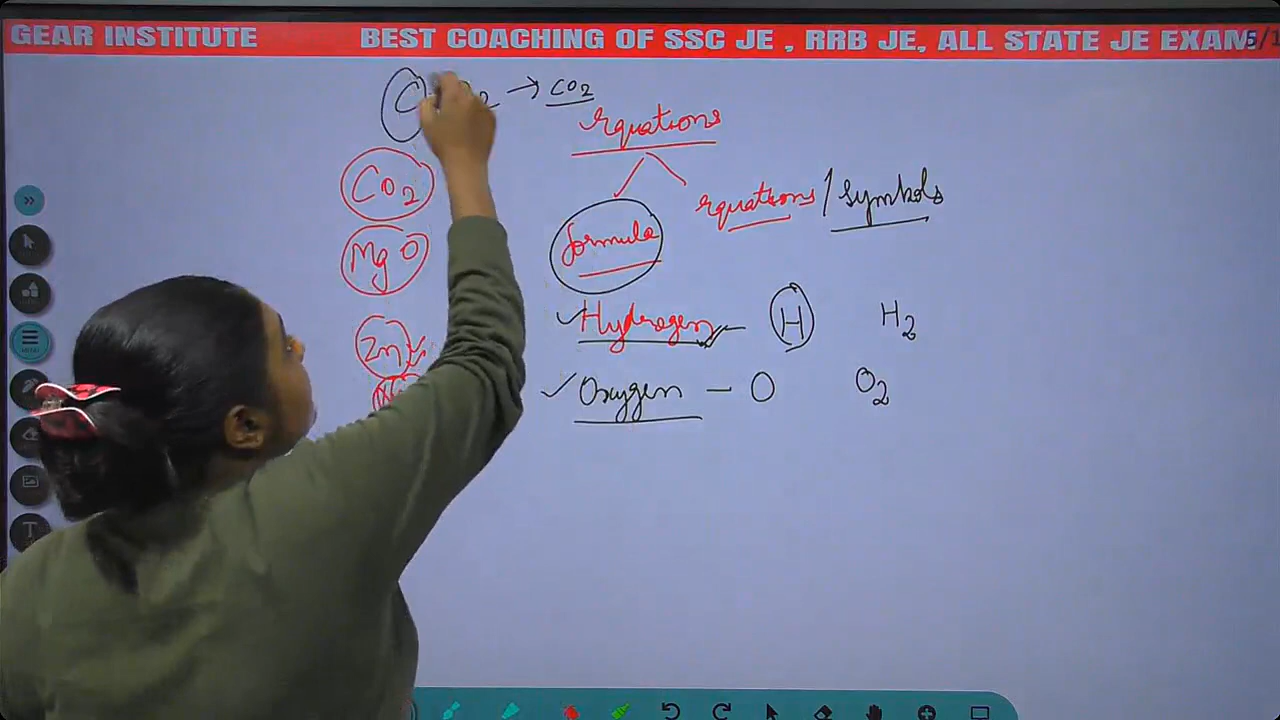 GEAR INSTITUTE BEST COACHING OF SSC JE , RRB JE, ALL STATE JE EXAM
C → CO2
equations
CO2
equations / Symbols
formula
MgO
Hydrogen – H H2
Zn
Oxygen – O O2